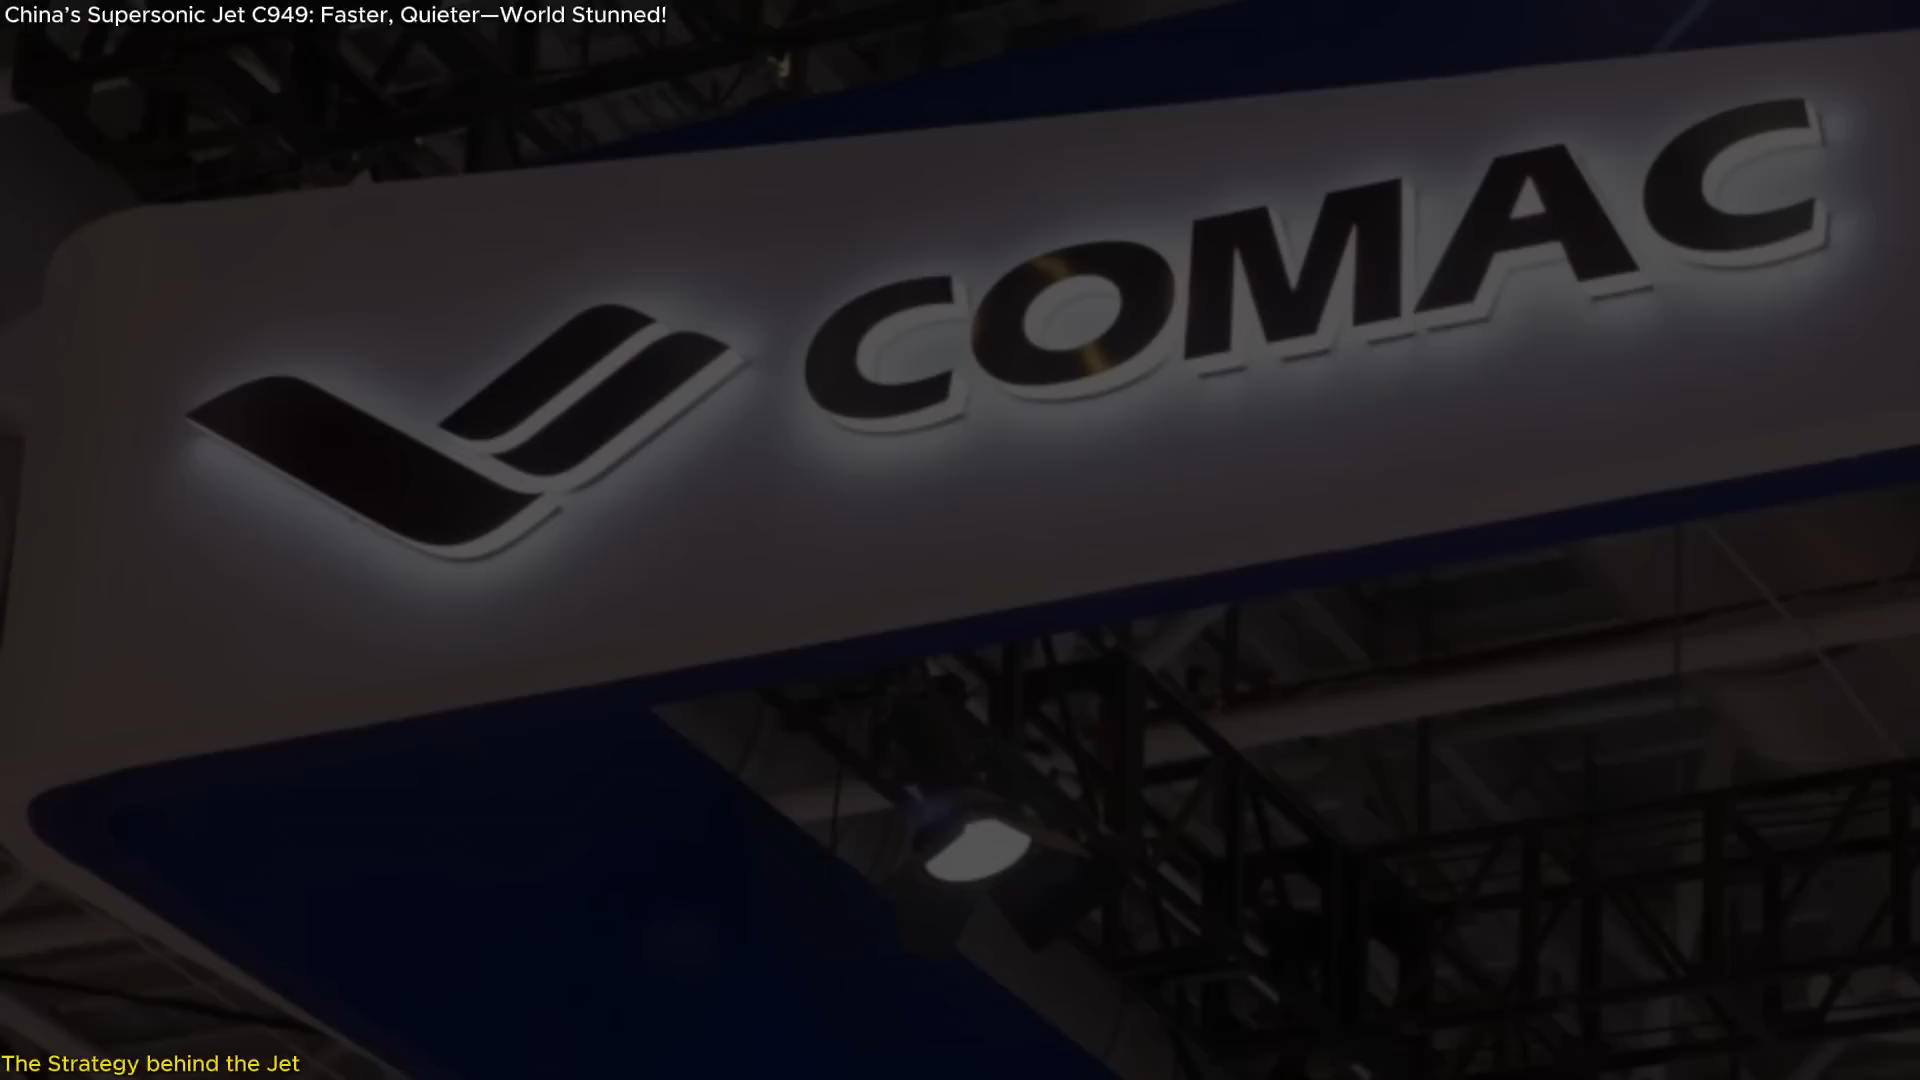 China’s Supersonic Jet C949: Faster, Quieter—World Stunned!
COMAC
The Strategy behind the Jet